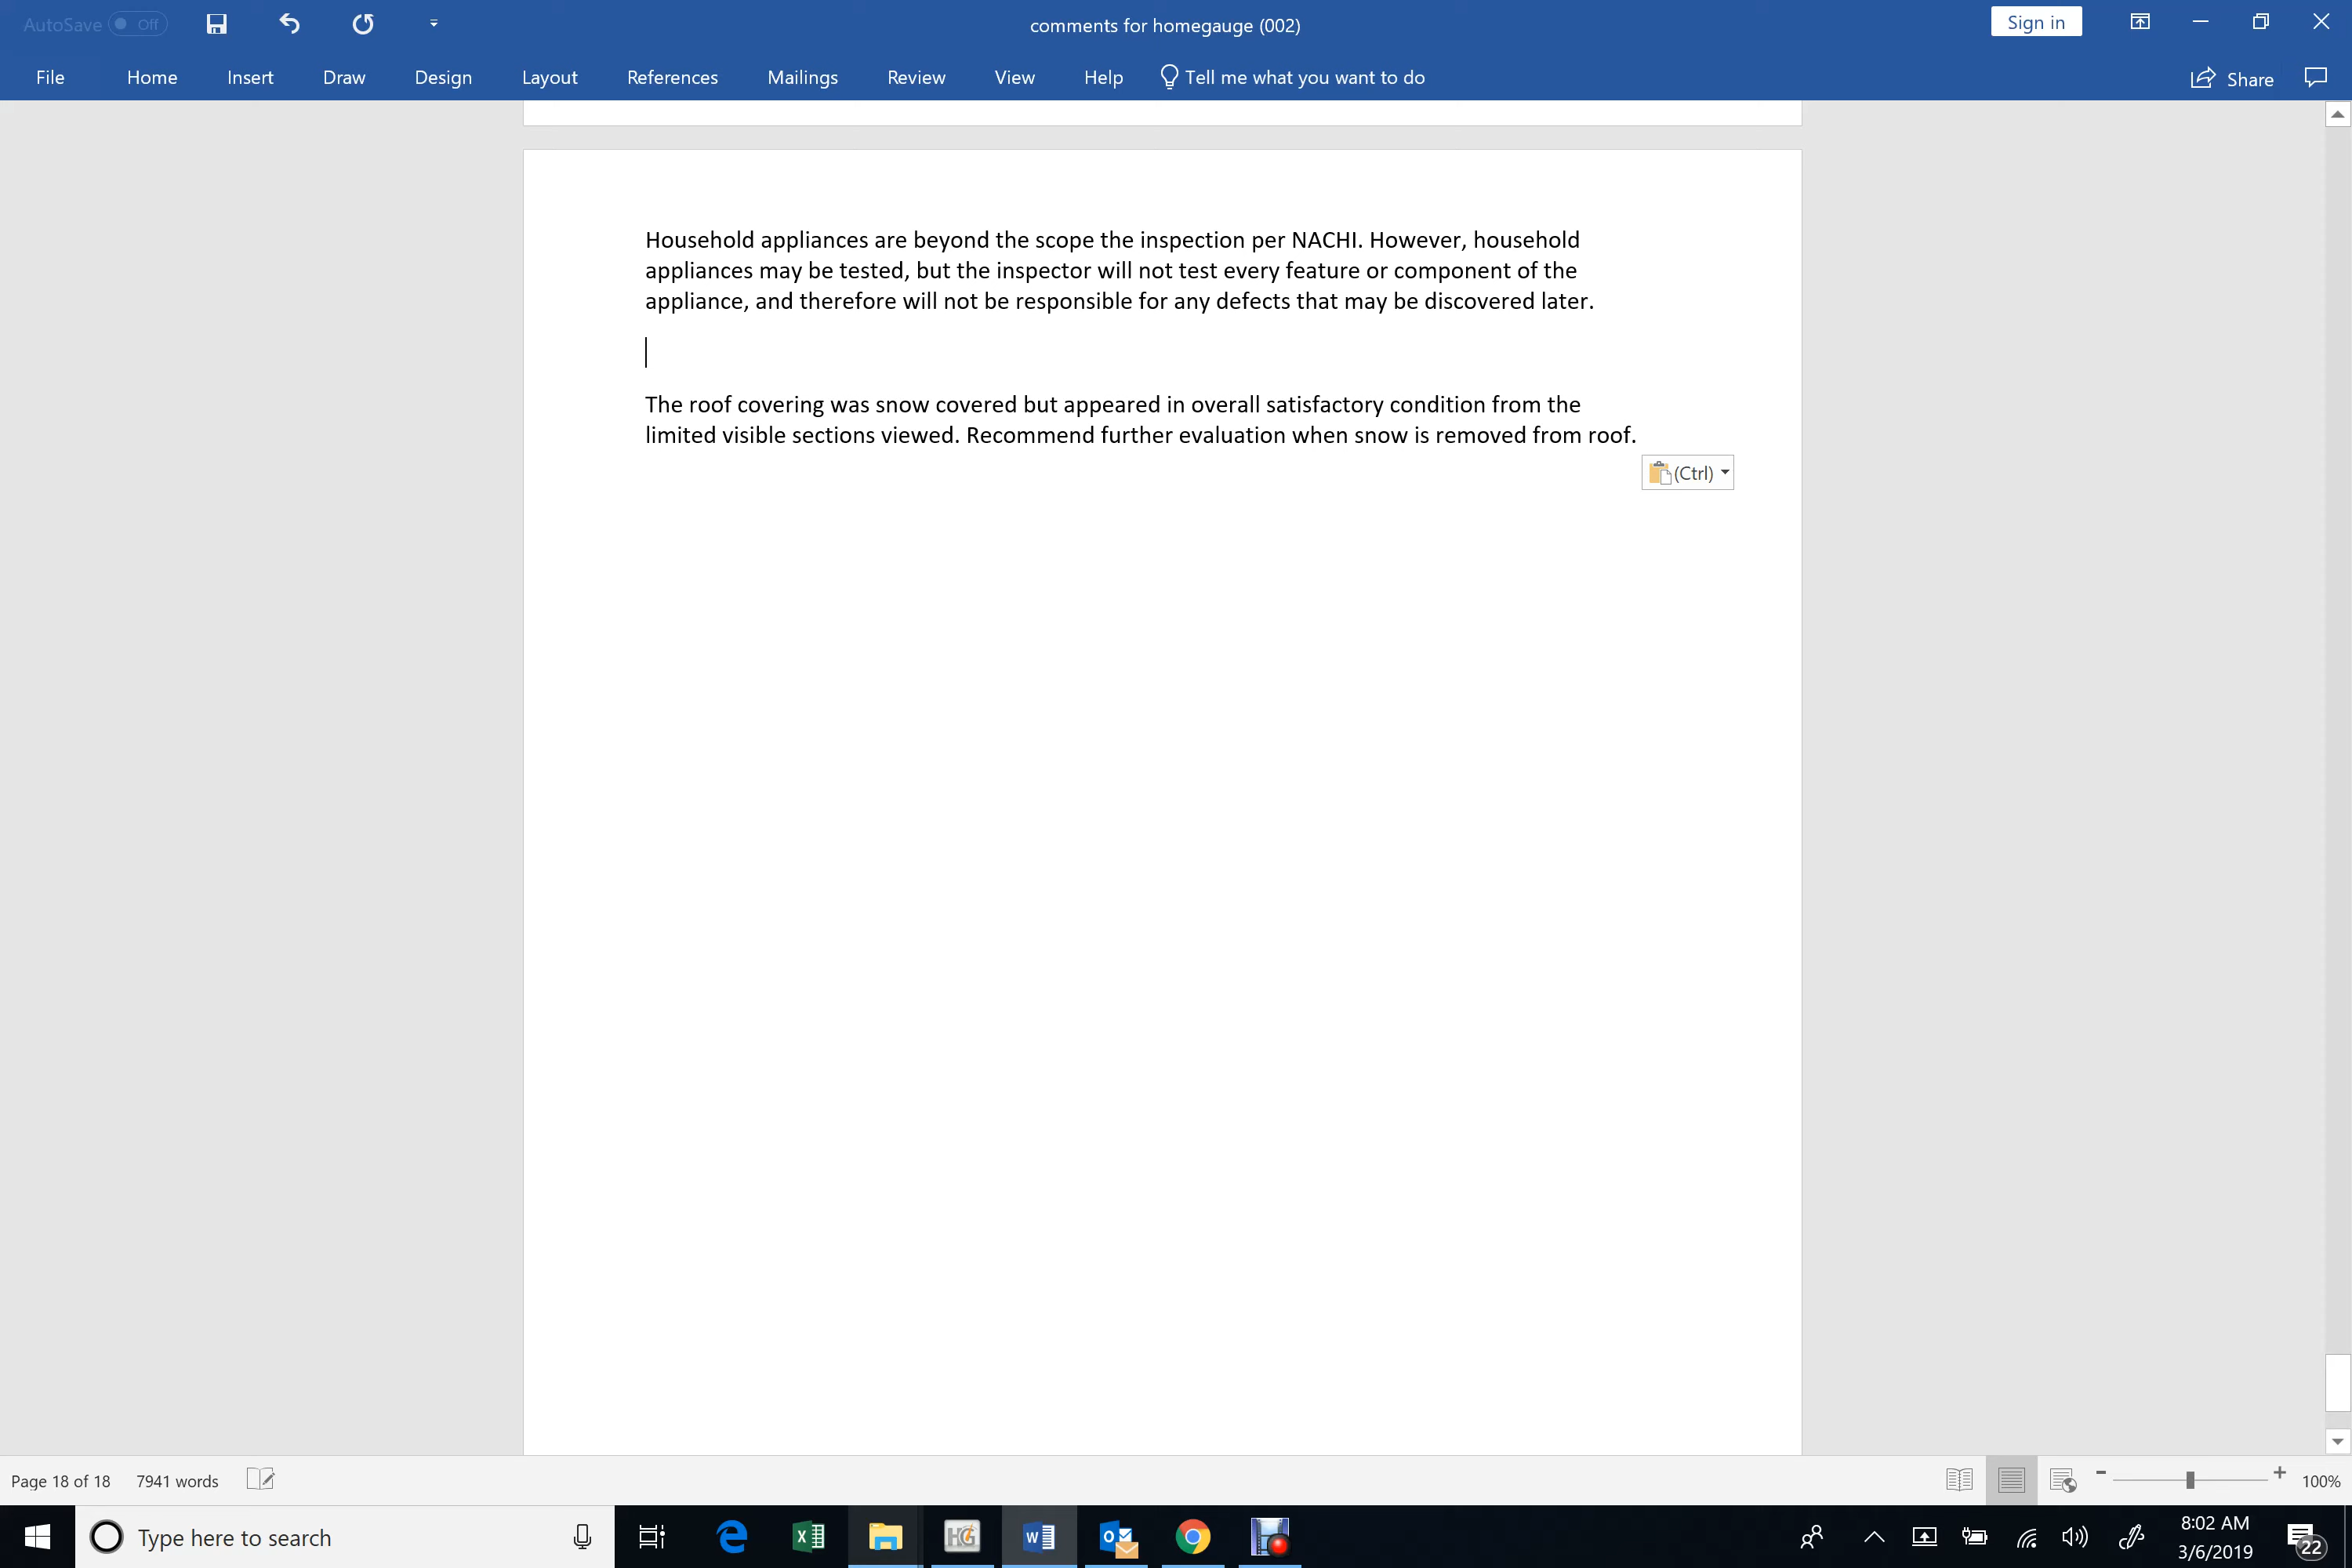 AutoSave Off
comments for homegauge (002)
Sign in
File Home Insert Draw Design Layout References Mailings Review View Help Tell me what you want to do Share
Household appliances are beyond the scope the inspection per NACHI. However, household
appliances may be tested, but the inspector will not test every feature or component of the
appliance, and therefore will not be responsible for any defects that may be discovered later.
The roof covering was snow covered but appeared in overall satisfactory condition from the
limited visible sections viewed. Recommend further evaluation when snow is removed from roof.
(Ctrl)
Page 18 of 18 7941 words 100%
Type here to search
8:02 AM
3/6/2019
22